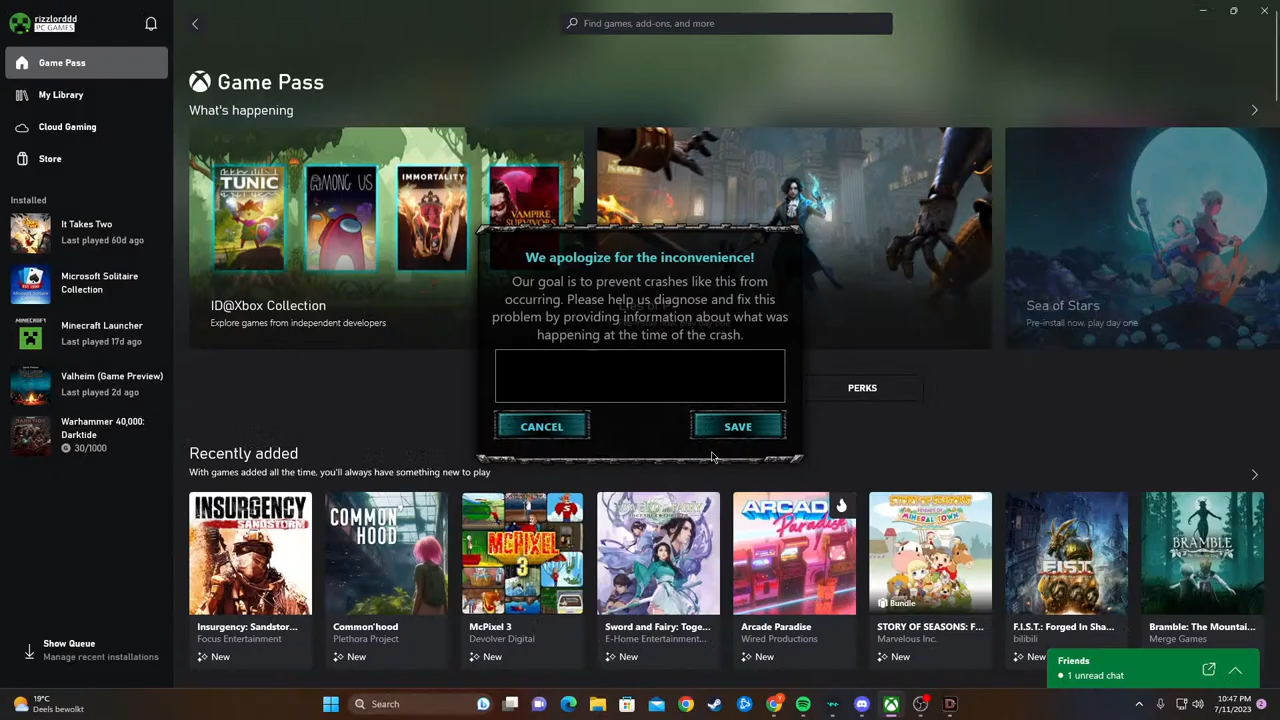 rizzlorddd
PC GAMES
Find games, add-ons, and more
Game Pass
My Library
Cloud Gaming
Store
Installed
It Takes Two
Last played 60d ago
Microsoft Solitaire
Collection
Minecraft Launcher
Last played 17d ago
Valheim (Game Preview)
Last played 2d ago
Warhammer 40,000:
Darktide
30/1000
Show Queue
Manage recent installations
Game Pass
What's happening
TUNIC
AMONG US
IMMORTALITY
VAMPIRE
SURVIVORS
ID@Xbox Collection
Explore games from independent developers
Sea of Stars
Pre-install now, play day one
We apologize for the inconvenience!
Our goal is to prevent crashes like this from
occurring. Please help us diagnose and fix this
problem by providing information about what was
happening at the time of the crash.
CANCEL
SAVE
PERKS
Recently added
With games added all the time, you'll always have something new to play
INSURGENCY
SANDSTORM
COMMON'
HOOD
MCPIXEL
3
ARCADE
Paradise
STORY OF SEASONS
FRIENDS OF
MINERAL TOWN
Bundle
F.I.S.T.
BRAMBLE
Insurgency: Sandstor...
Focus Entertainment
New
Common'hood
Plethora Project
New
McPixel 3
Devolver Digital
New
Sword and Fairy: Toge...
E-Home Entertainment...
New
Arcade Paradise
Wired Productions
New
STORY OF SEASONS: F...
Marvelous Inc.
New
F.I.S.T.: Forged In Sha...
bilibili
New
Bramble: The Mountai...
Merge Games
Friends
1 unread chat
19°C
Deels bewolkt
Search
10:47 PM
7/11/2023
2